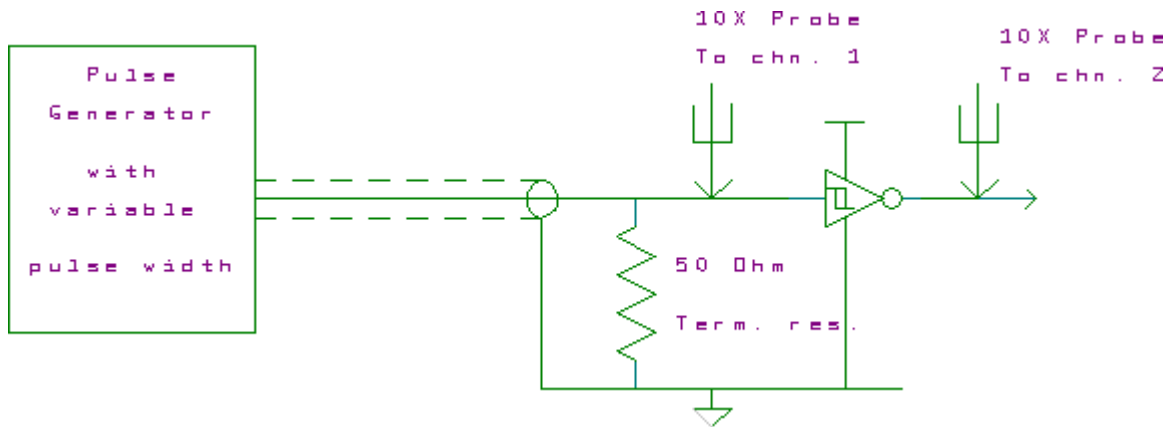 Pulse
Generator
with
variable
pulse width
10X Probe
To chn. 1
10X Probe
To chn. 2
50 Ohm
Term. res.